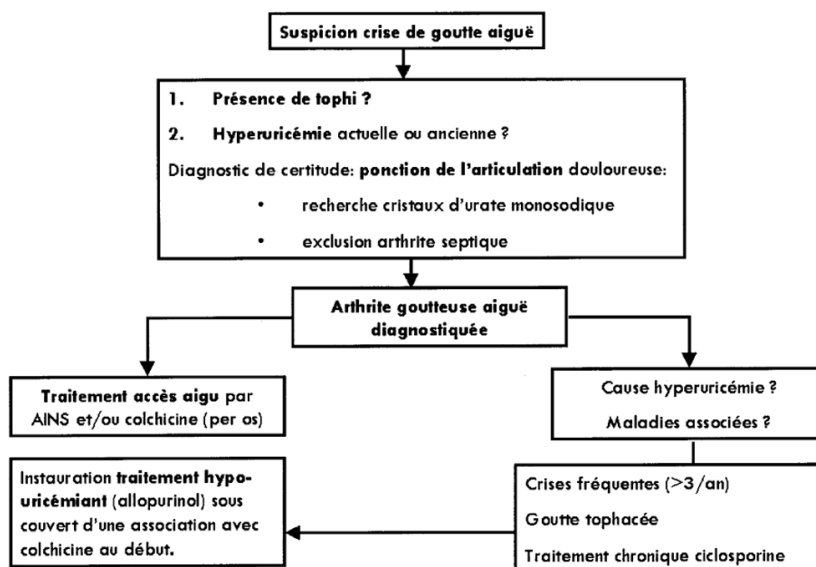 Suspicion crise de goutte aiguë
1. Présence de tophi ?
2. Hyperuricémie actuelle ou ancienne ?
Diagnostic de certitude: ponction de l'articulation douloureuse:
• recherche cristaux d'urate monosodique
• exclusion arthrite septique
Arthrite goutteuse aiguë
diagnostiquée
Traitement accès aigu par
AINS et/ou colchicine (per os)
Cause hyperuricémie ?
Maladies associées ?
Instauration traitement hypo-
uricémiant (allopurinol) sous
couvert d'une association avec
colchicine au début.
Crises fréquentes (>3/an)
Goutte tophacée
Traitement chronique ciclosporine